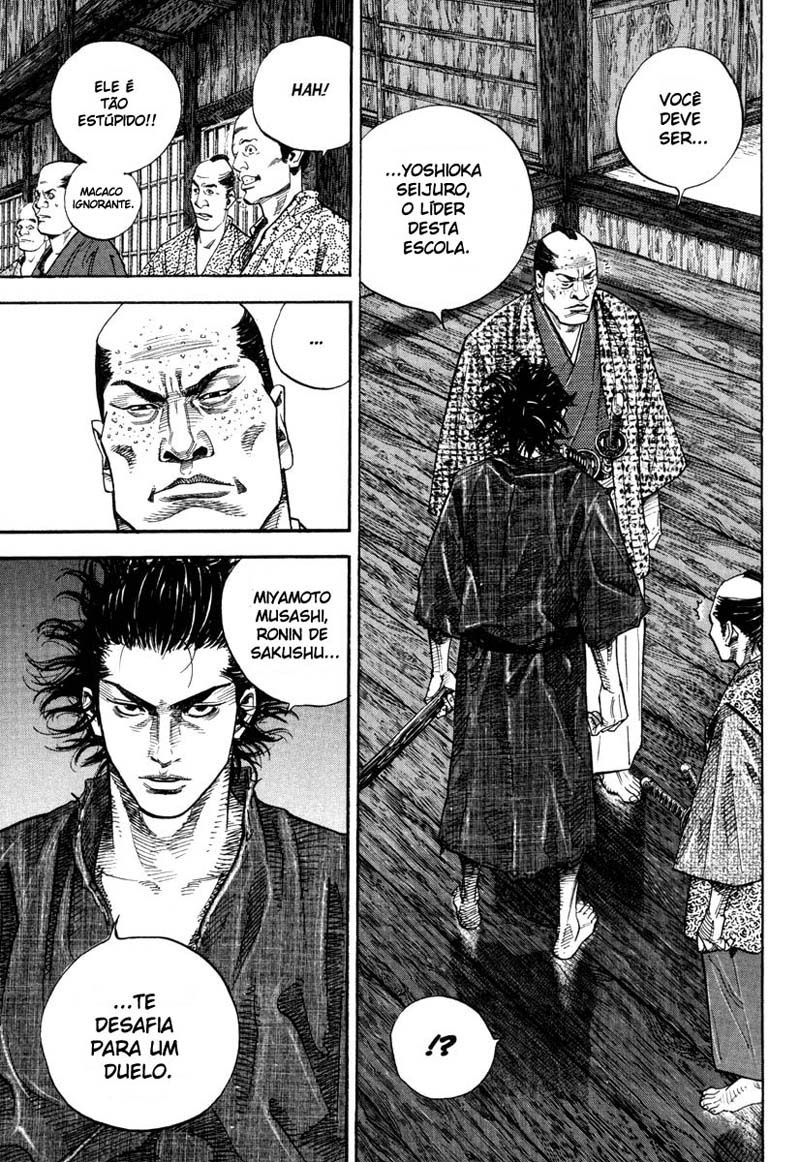 VOCÊ
DEVE
SER...
...YOSHIOKA
SEIJURO,
O LÍDER
DESTA
ESCOLA.
!?
HAH!
ELE É
TÃO
ESTÚPIDO!!
MACACO
IGNORANTE.
...
MIYAMOTO
MUSASHI,
RONIN DE
SAKUSHU...
...TE
DESAFIA
PARA UM
DUELO.